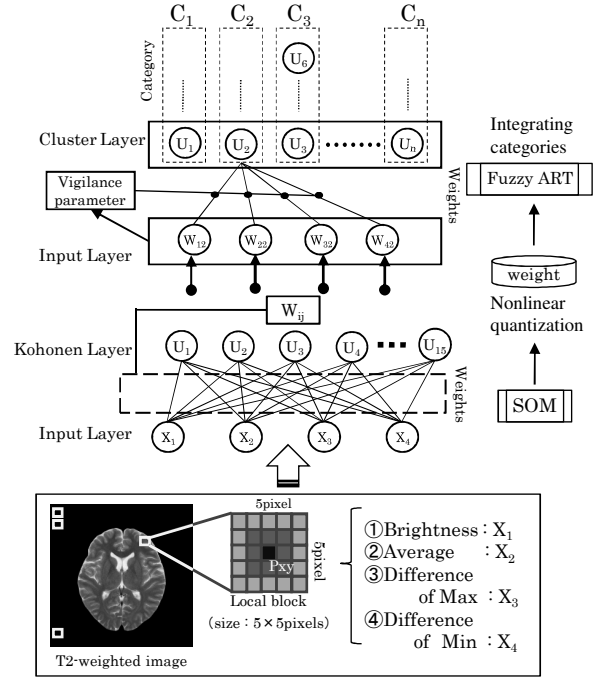 C1 C2 C3 Cn
Category
U6
Cluster Layer
U1 U2 U3 Un
Weights
Vigilance
parameter
Input Layer
W12 W22 W32 W42
Wij
Kohonen Layer
U1 U2 U3 U4 U15
Weights
Input Layer
X1 X2 X3 X4
Integrating
categories
Fuzzy ART
weight
Nonlinear
quantization
SOM
5pixel
5pixel
Pxy
Local block
(size : 5×5pixels)
T2-weighted image
①Brightness : X1
②Average : X2
③Difference
of Max : X3
④Difference
of Min : X4